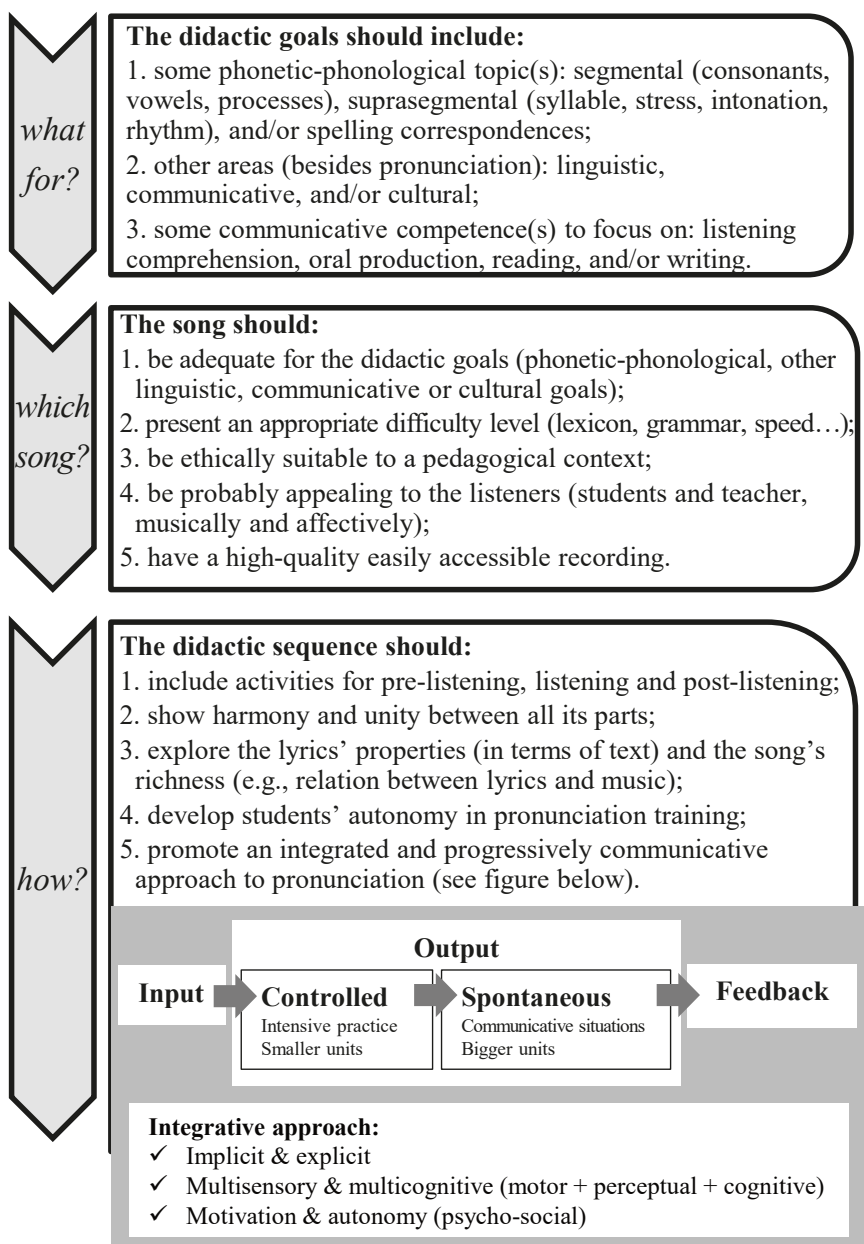 what
for?
The didactic goals should include:
1. some phonetic-phonological topic(s): segmental (consonants,
vowels, processes), suprasegmental (syllable, stress, intonation,
rhythm), and/or spelling correspondences;
2. other areas (besides pronunciation): linguistic,
communicative, and/or cultural;
3. some communicative competence(s) to focus on: listening
comprehension, oral production, reading, and/or writing.
which
song?
The song should:
1. be adequate for the didactic goals (phonetic-phonological, other
linguistic, communicative or cultural goals);
2. present an appropriate difficulty level (lexicon, grammar, speed…);
3. be ethically suitable to a pedagogical context;
4. be probably appealing to the listeners (students and teacher,
musically and affectively);
5. have a high-quality easily accessible recording.
how?
The didactic sequence should:
1. include activities for pre-listening, listening and post-listening;
2. show harmony and unity between all its parts;
3. explore the lyrics’ properties (in terms of text) and the song’s
richness (e.g., relation between lyrics and music);
4. develop students’ autonomy in pronunciation training;
5. promote an integrated and progressively communicative
approach to pronunciation (see figure below).
Output
Input
Controlled
Intensive practice
Smaller units
Spontaneous
Communicative situations
Bigger units
Feedback
Integrative approach:
✓ Implicit & explicit
✓ Multisensory & multicognitive (motor + perceptual + cognitive)
✓ Motivation & autonomy (psycho-social)